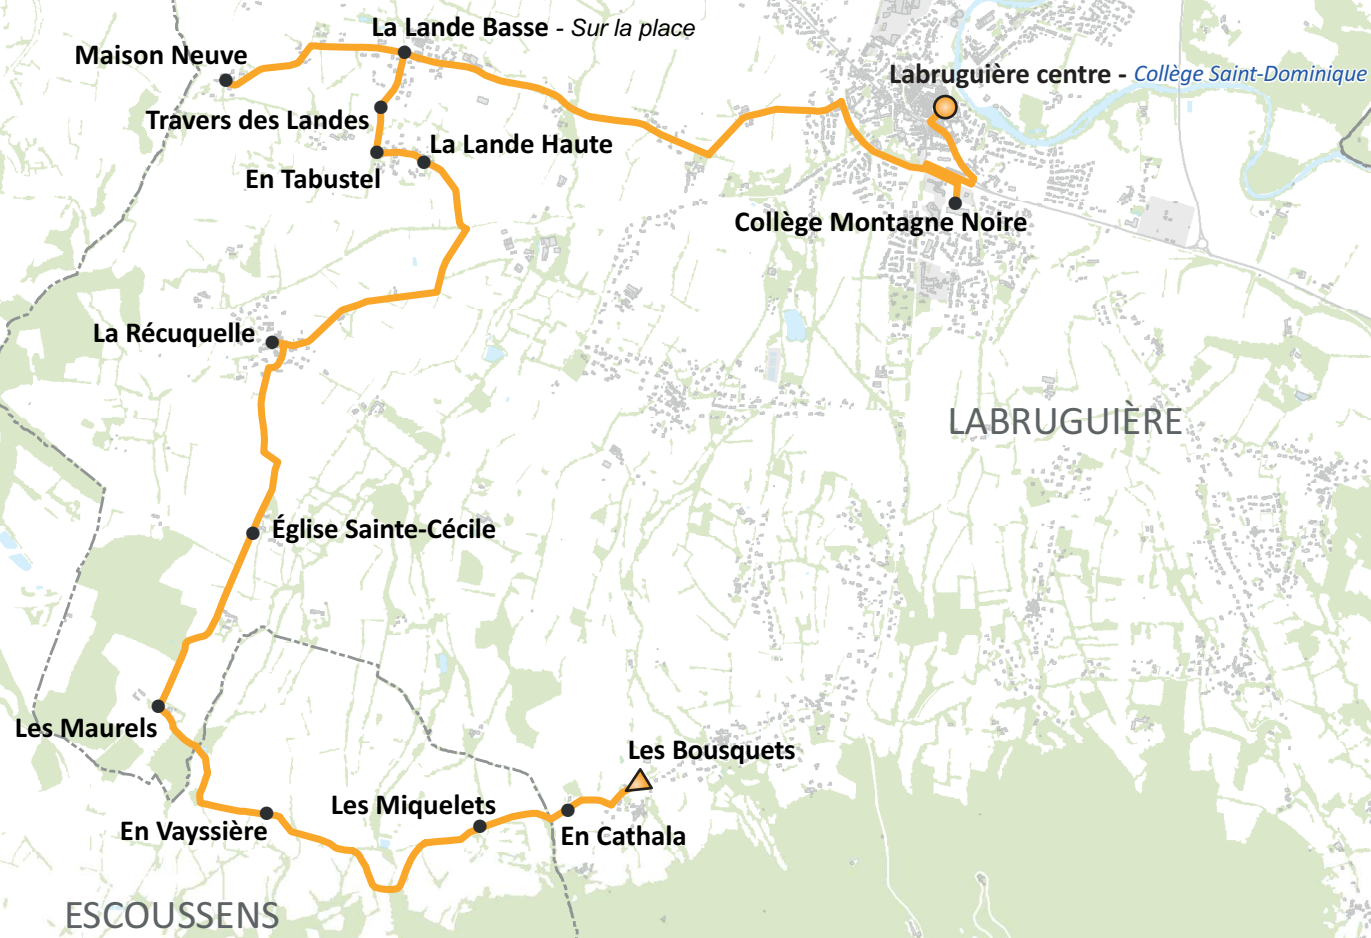 La Lande Basse - Sur la place
Maison Neuve
Labruguière centre - Collège Saint-Dominique
Travers des Landes
La Lande Haute
En Tabustel
Collège Montagne Noire
La Récuquelle
LABRUGUIÈRE
Église Sainte-Cécile
Les Maurels
Les Bousquets
Les Miquelets
En Vayssière
En Cathala
ESCOUSSENS